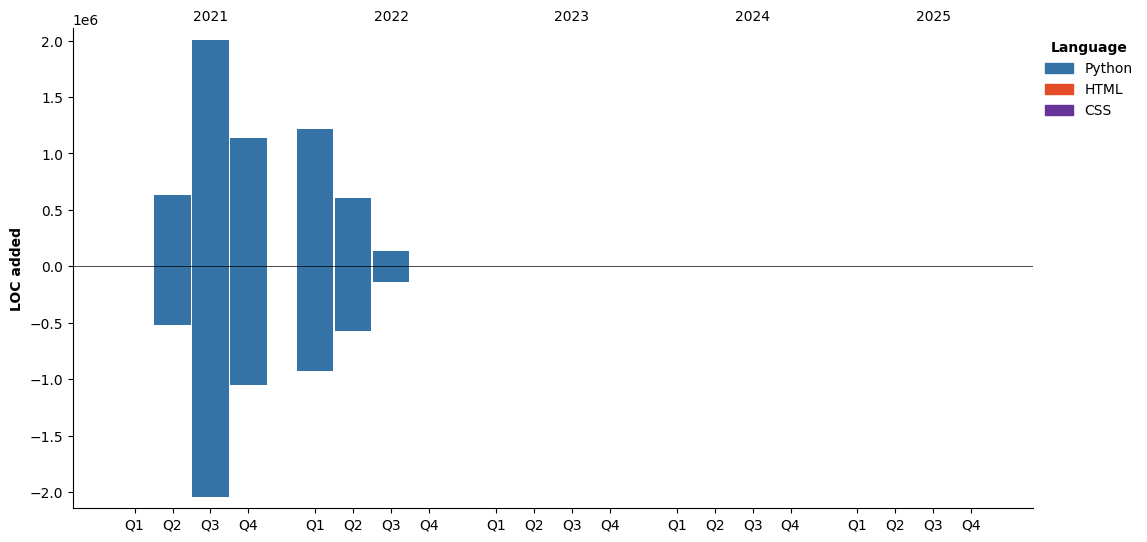 1e6
2021 2022 2023 2024 2025
Language
Python
HTML
CSS
LOC added
2.0
1.5
1.0
0.5
0.0
−0.5
−1.0
−1.5
−2.0
Q1 Q2 Q3 Q4 Q1 Q2 Q3 Q4 Q1 Q2 Q3 Q4 Q1 Q2 Q3 Q4 Q1 Q2 Q3 Q4